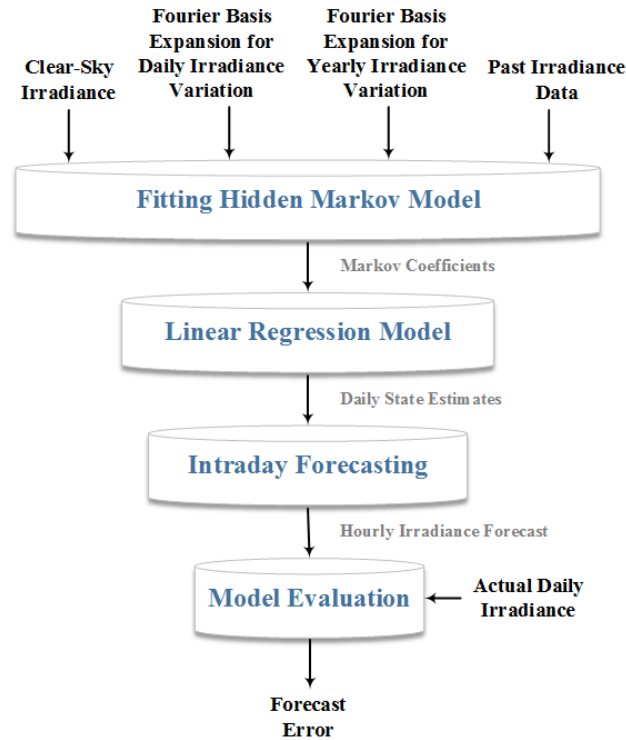 Clear-Sky
Irradiance
Fourier Basis
Expansion for
Daily Irradiance
Variation
Fourier Basis
Expansion for
Yearly Irradiance
Variation
Past Irradiance
Data
Fitting Hidden Markov Model
Markov Coefficients
Linear Regression Model
Daily State Estimates
Intraday Forecasting
Hourly Irradiance Forecast
Model Evaluation
Actual Daily
Irradiance
Forecast
Error